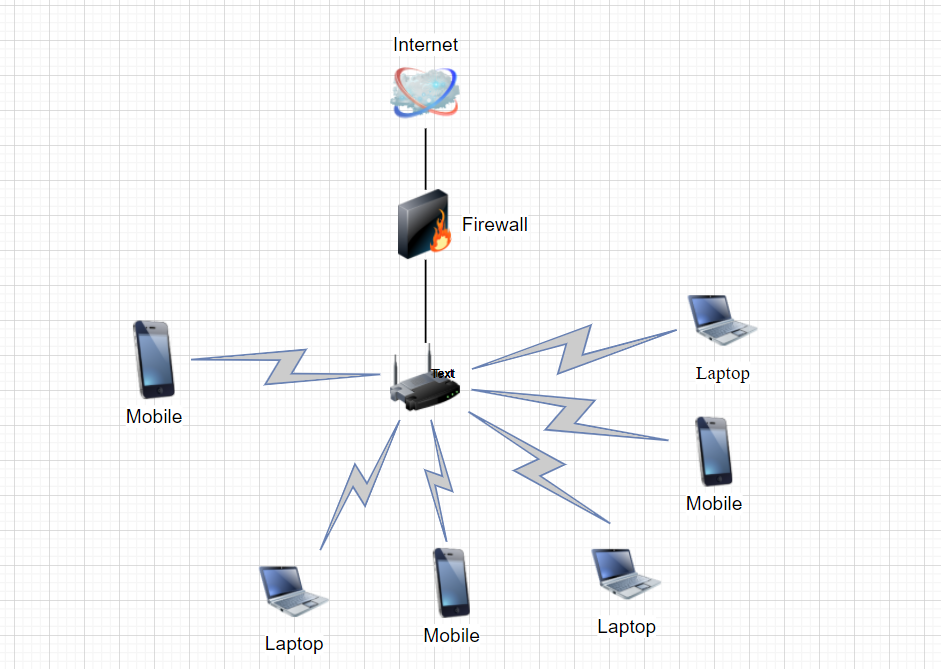 Internet
Firewall
Text
Laptop
Mobile
Mobile
Laptop
Mobile
Laptop